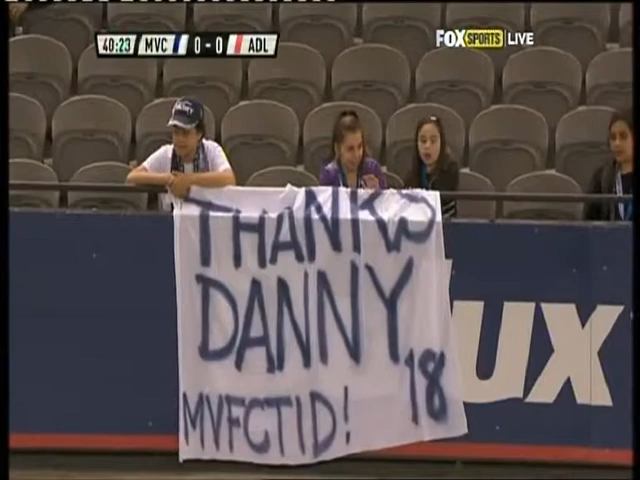 40:23 MVC 0 - 0 ADL
FOX SPORTS LIVE
THANKS
DANNY
18
MVFCTID!
UX